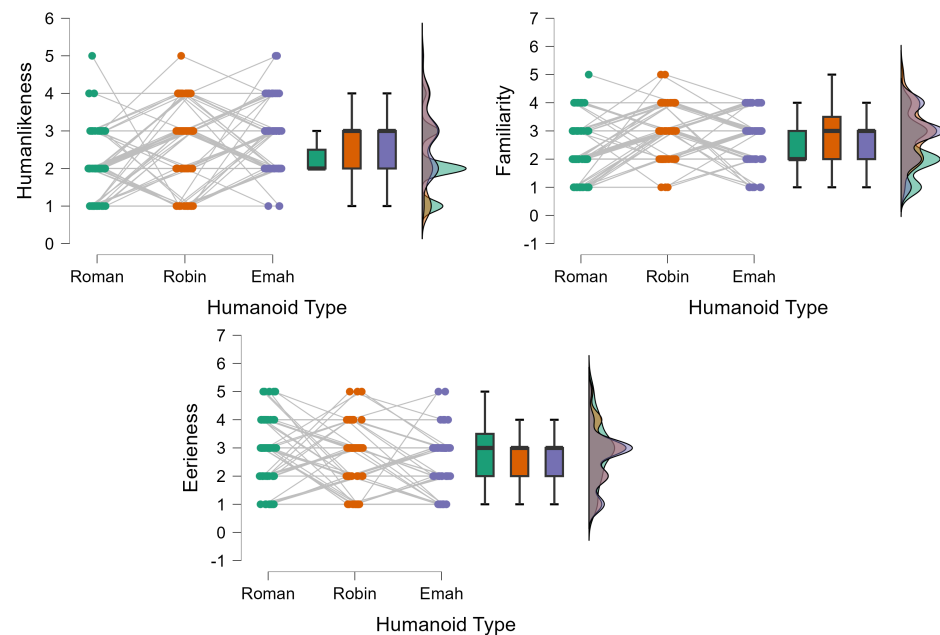 Humanlikeness
6
5
4
3
2
1
0
Roman Robin Emah
Humanoid Type
Familiarity
7
6
5
4
3
2
1
0
-1
Roman Robin Emah
Humanoid Type
Eerieness
7
6
5
4
3
2
1
0
-1
Roman Robin Emah
Humanoid Type